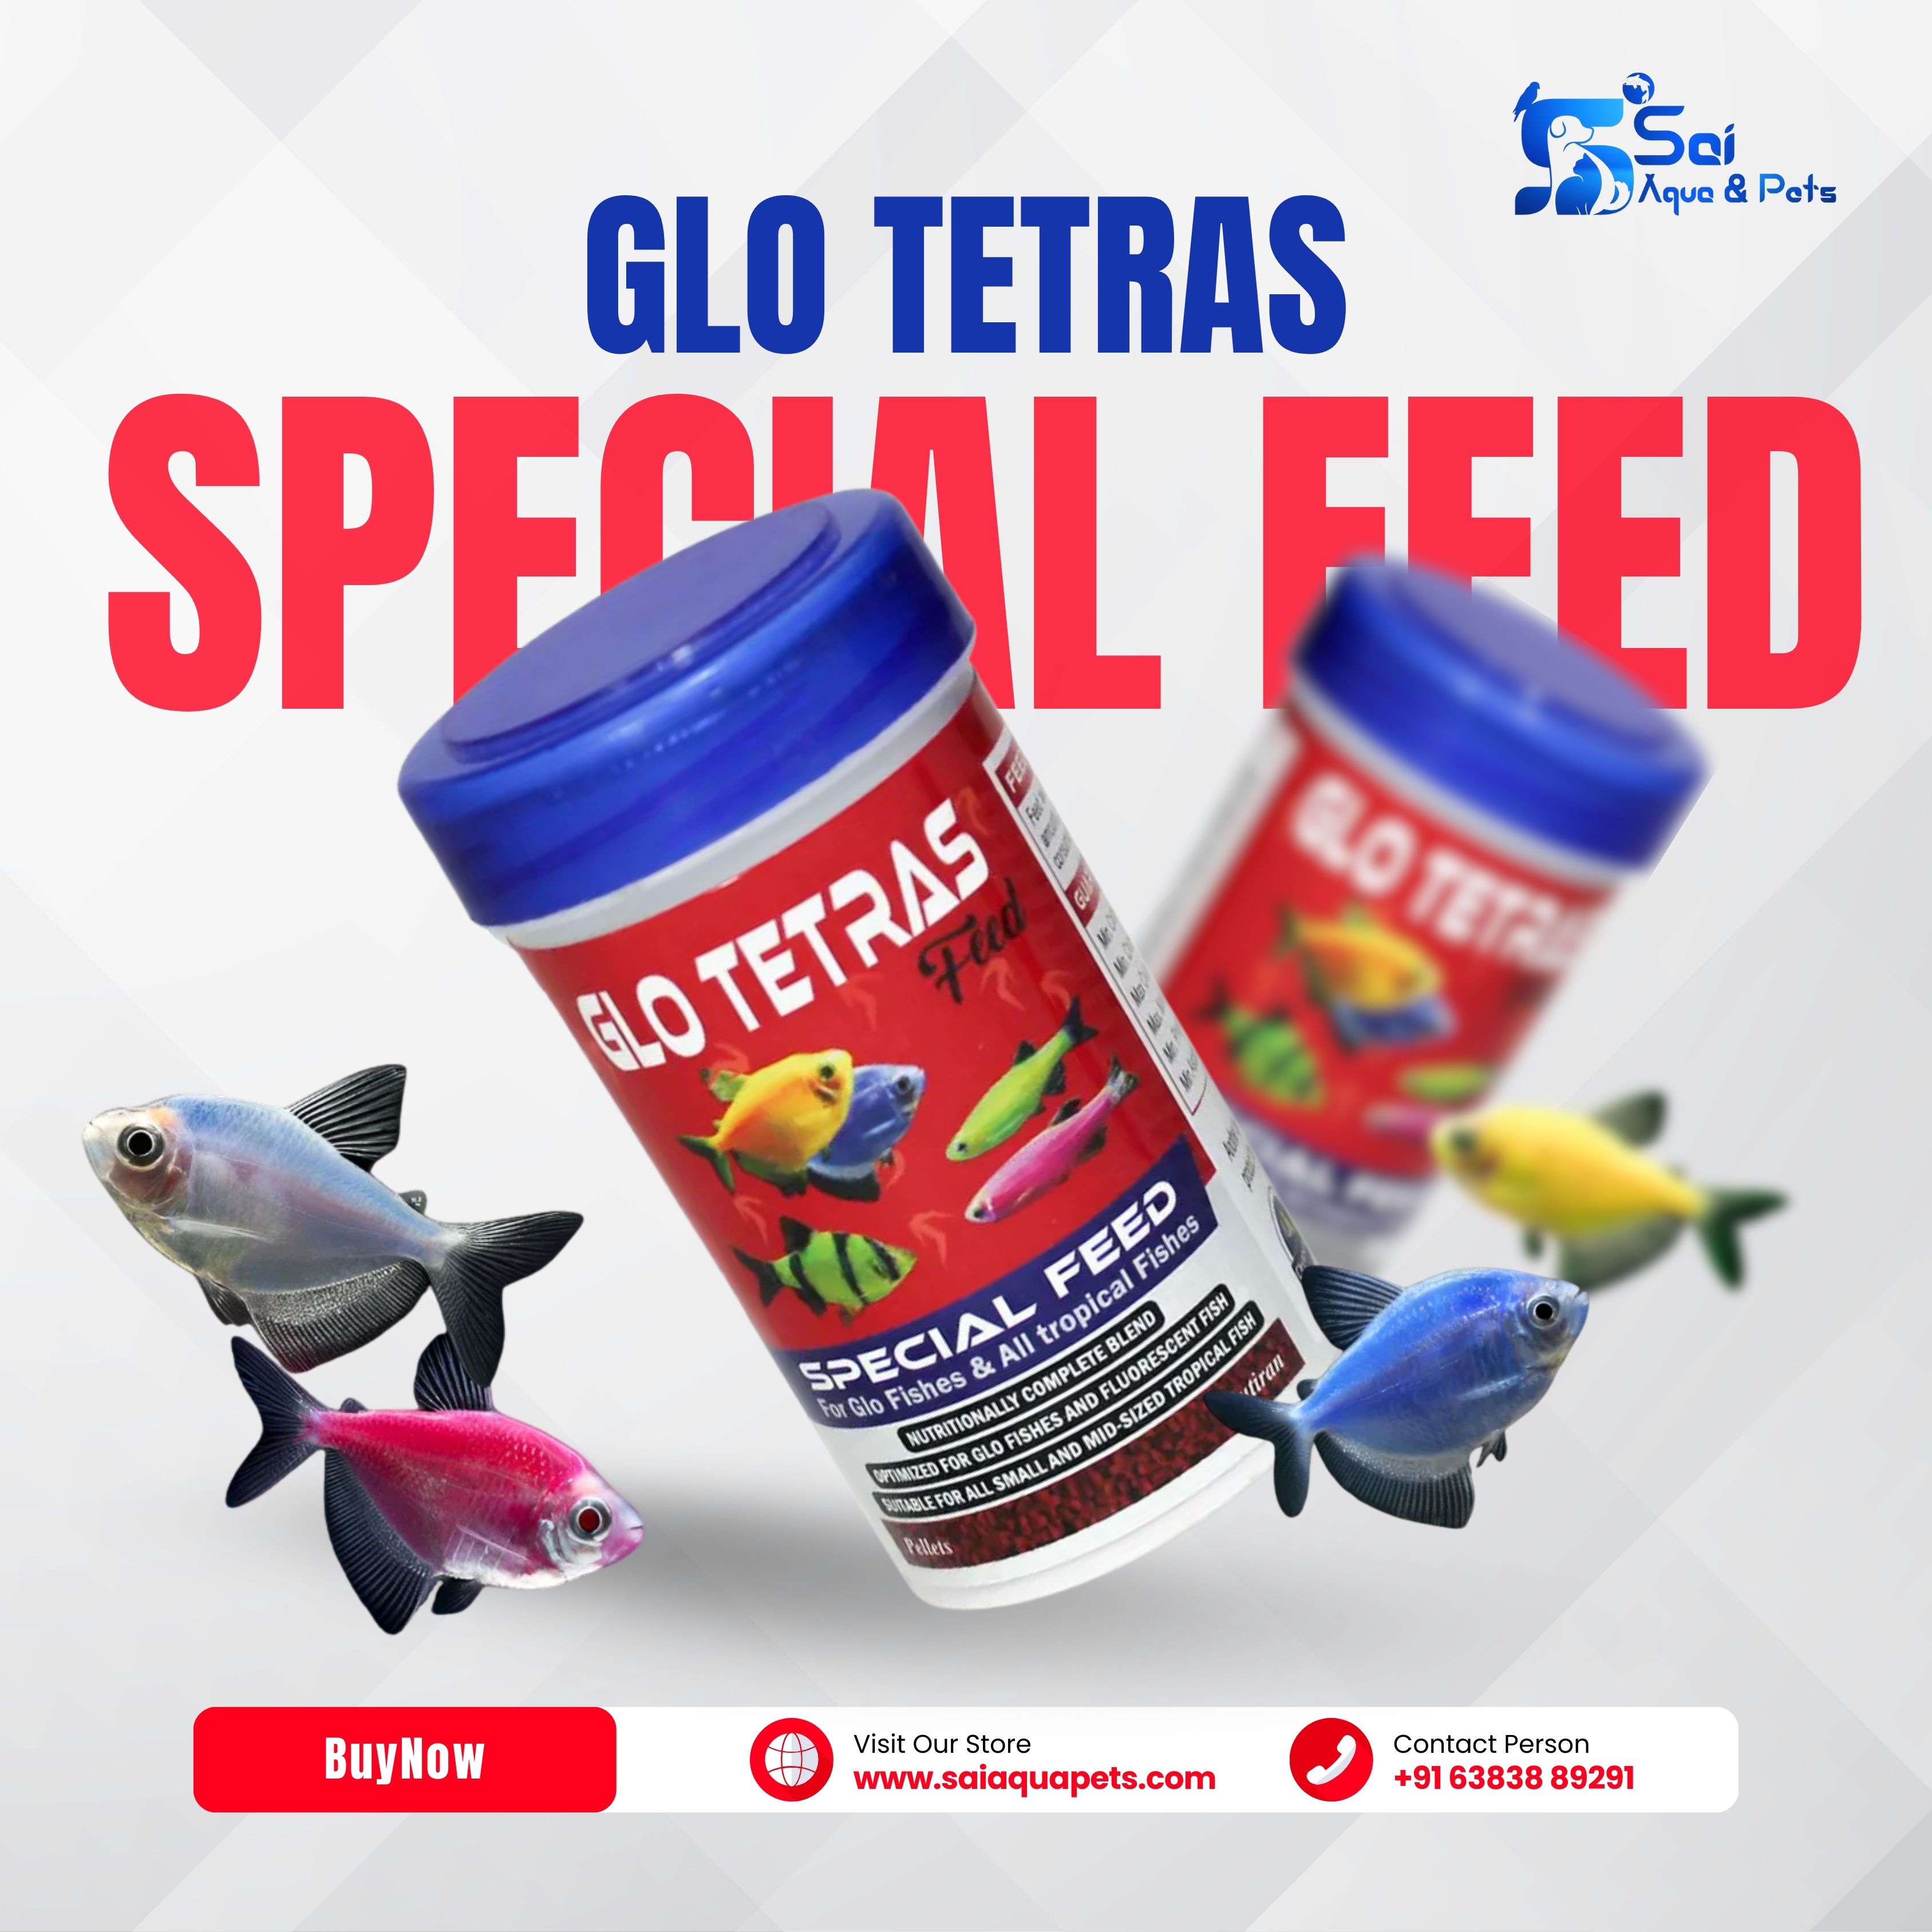 Sai
Aqua & Pets
GLO TETRAS
SPECIAL FEED
GLO TETRAS
Feed
SPECIAL FEED
For Glo Fishes & All tropical Fishes
NUTRITIONALLY COMPLETE BLEND
OPTIMIZED FOR GLO FISHES AND FLUORESCENT FISH
SUITABLE FOR ALL SMALL AND MID-SIZED TROPICAL FISH
Pellets
GLO TETRAS
BuyNow
Visit Our Store
www.saiaquapets.com
Contact Person
+91 63838 89291